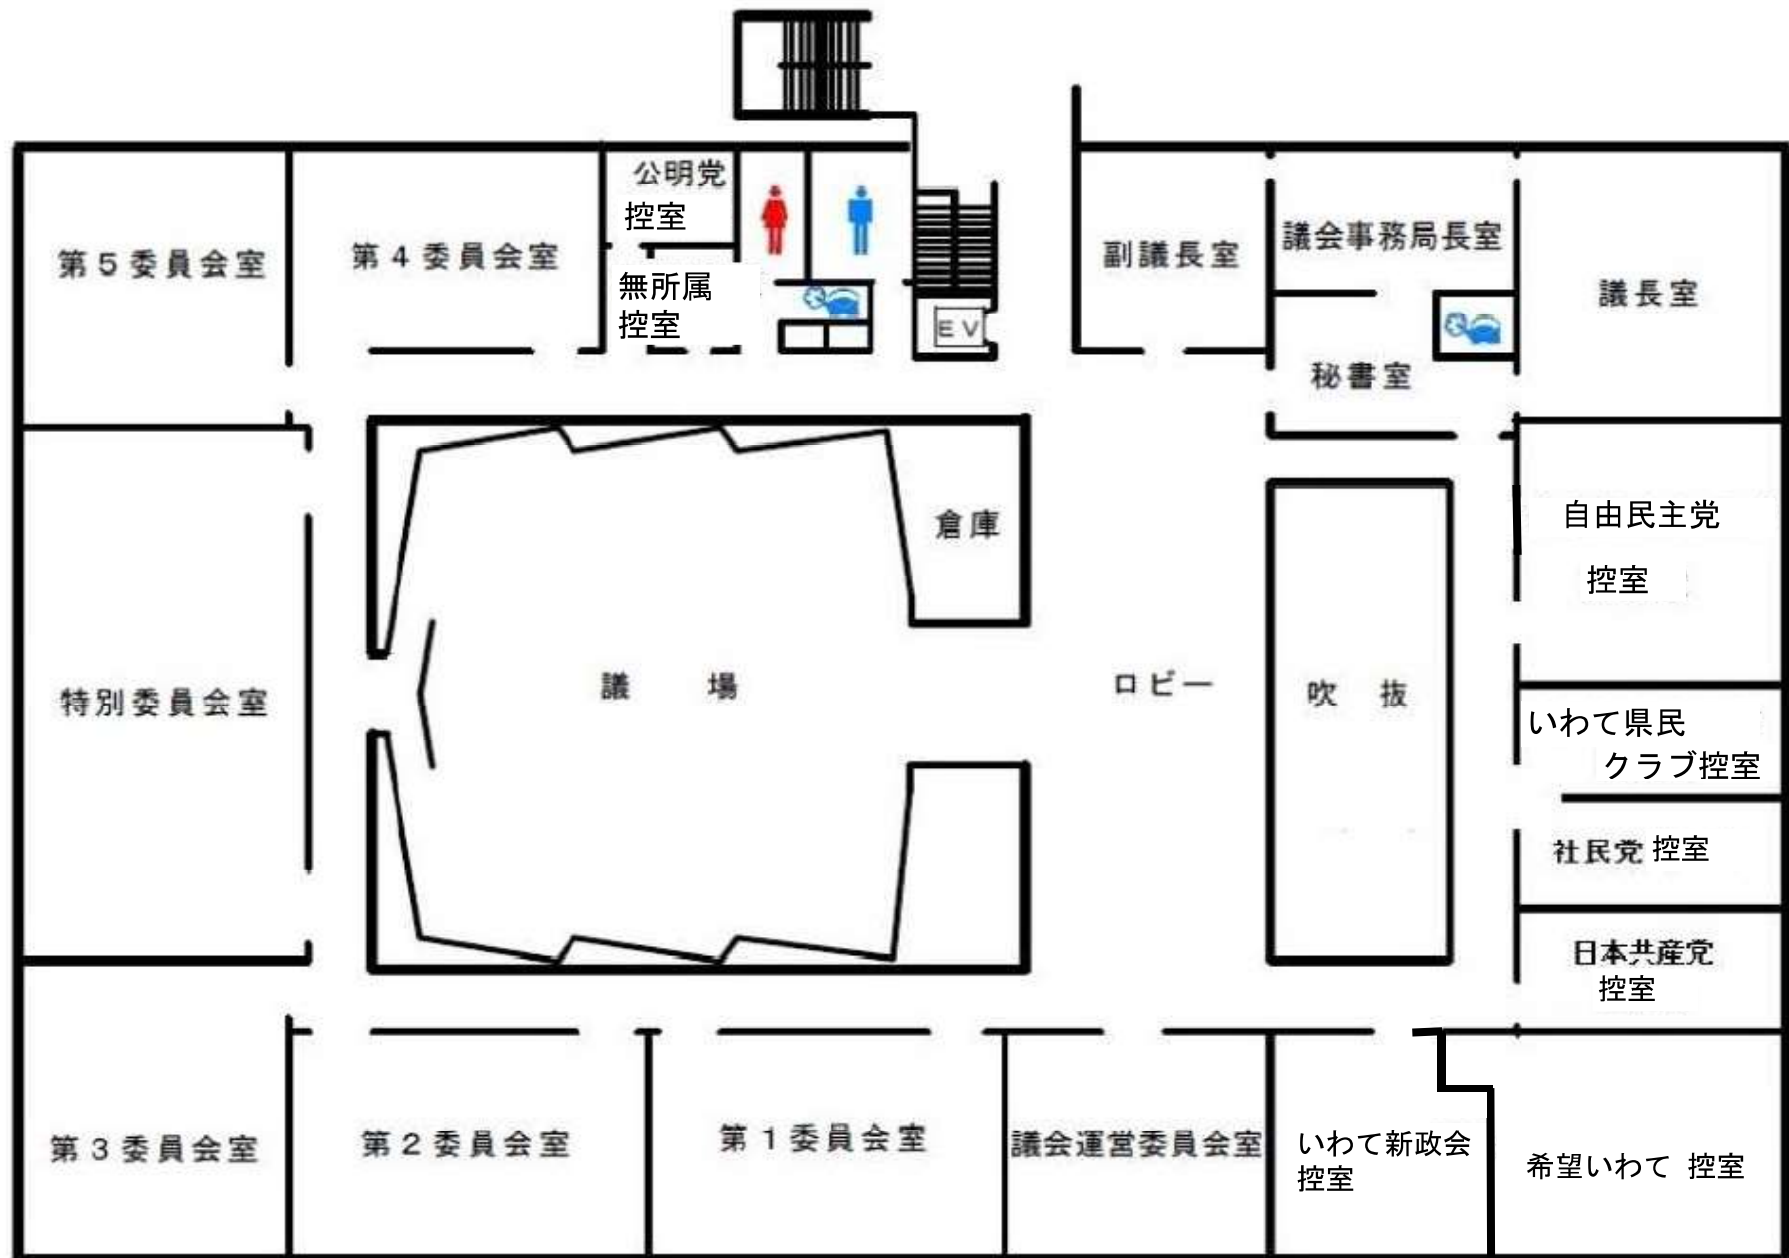 公明党
控室
第5委員会室
第4委員会室
無所属
控室
EV
副議長室
議会事務局長室
議長室
秘書室
倉庫
自由民主党
控室
特別委員会室
議 場
ロビー
吹 抜
いわて県民
クラブ控室
社民党 控室
日本共産党
控室
第3委員会室
第2委員会室
第1委員会室
議会運営委員会室
いわて新政会
控室
希望いわて 控室